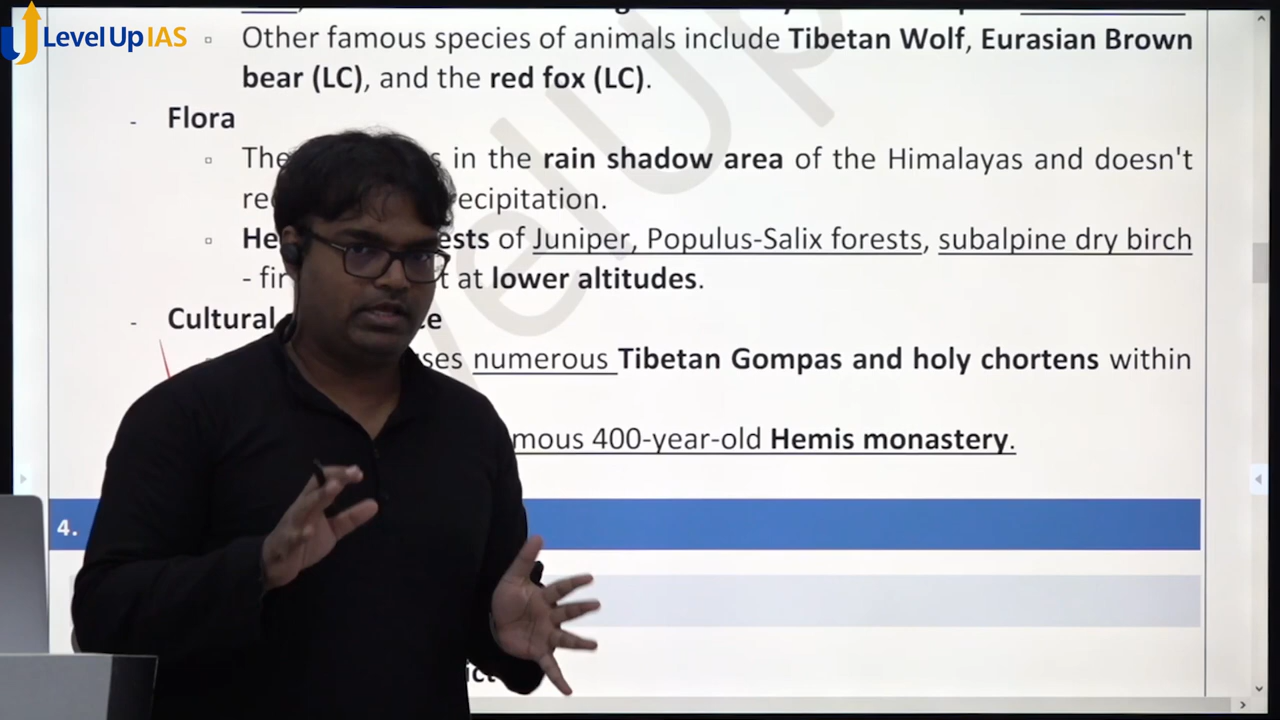 Level Up IAS
Other famous species of animals include Tibetan Wolf, Eurasian Brown
bear (LC), and the red fox (LC).
- Flora
The s in the rain shadow area of the Himalayas and doesn't
re ecipitation.
He ests of Juniper, Populus-Salix forests, subalpine dry birch
- fir t at lower altitudes.
- Cultural e
ses numerous Tibetan Gompas and holy chortens within
mous 400-year-old Hemis monastery.
4.
ict